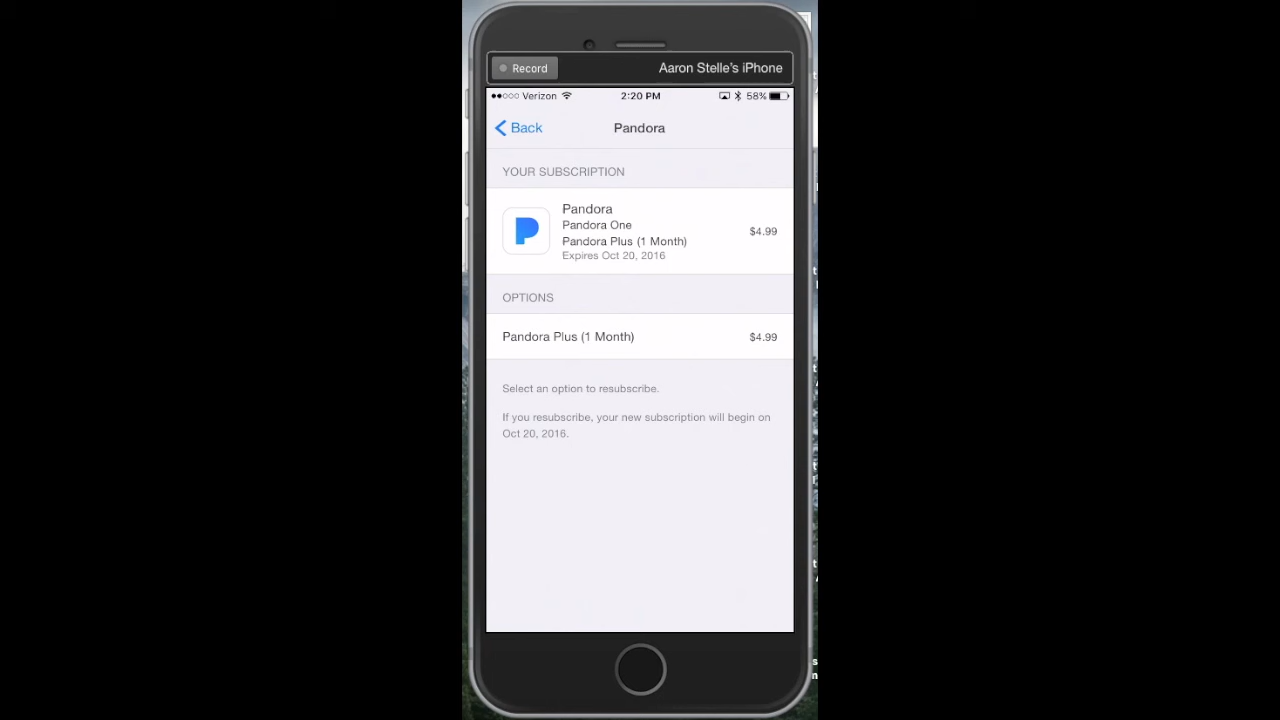 Record
Aaron Stelle's iPhone
Verizon 2:20 PM 58%
Back Pandora
YOUR SUBSCRIPTION
Pandora
Pandora One
Pandora Plus (1 Month) $4.99
Expires Oct 20, 2016
OPTIONS
Pandora Plus (1 Month) $4.99
Select an option to resubscribe.
If you resubscribe, your new subscription will begin on
Oct 20, 2016.